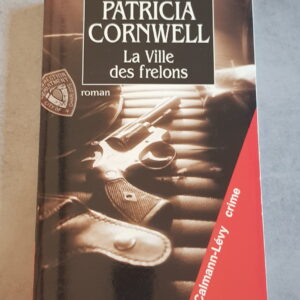 PATRICIA
CORNWELL
La Ville
des frelons
roman
Calmann-Lévy crime